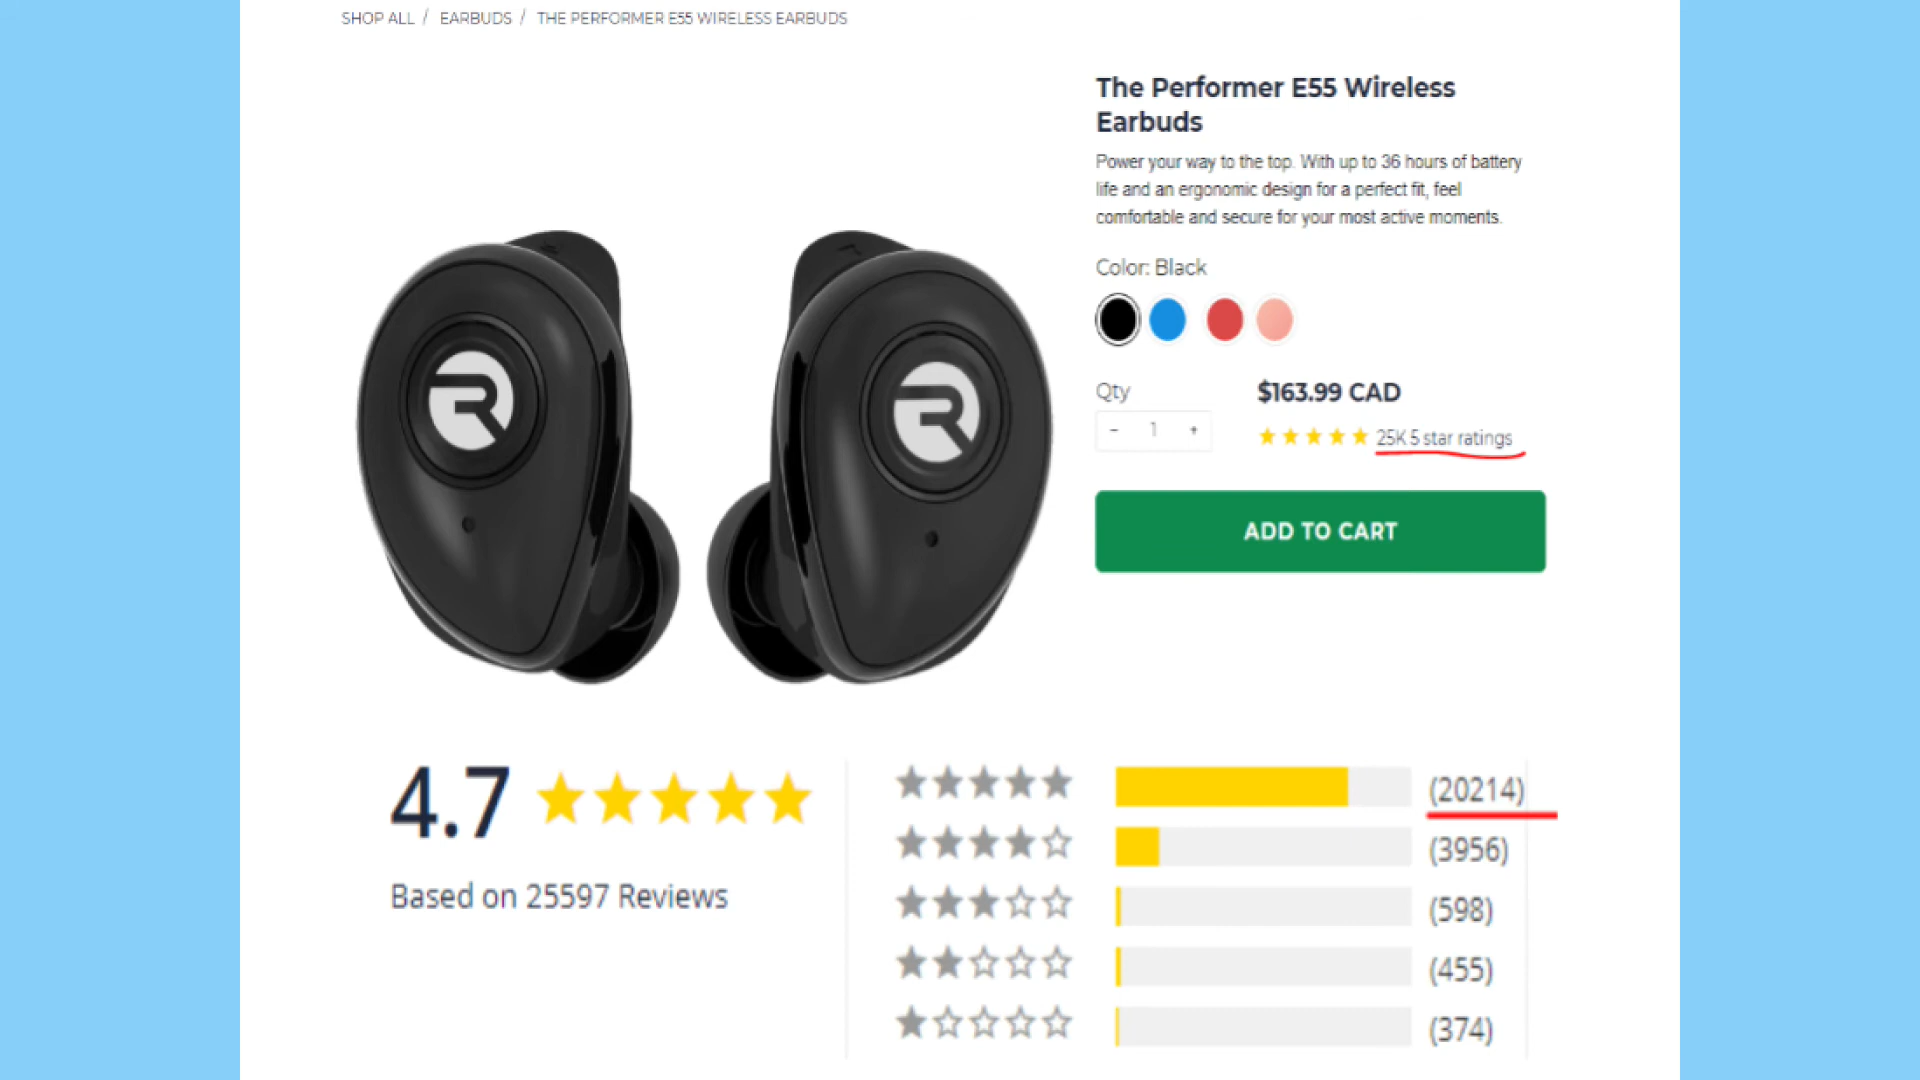 SHOP ALL / EARBUDS / THE PERFORMER E55 WIRELESS EARBUDS
The Performer E55 Wireless
Earbuds
Power your way to the top. With up to 36 hours of battery
life and an ergonomic design for a perfect fit, feel
comfortable and secure for your most active moments.
Color: Black
Qty
$163.99 CAD
- 1 +
25K 5 star ratings
ADD TO CART
4.7
Based on 25597 Reviews
(20214)
(3956)
(598)
(455)
(374)